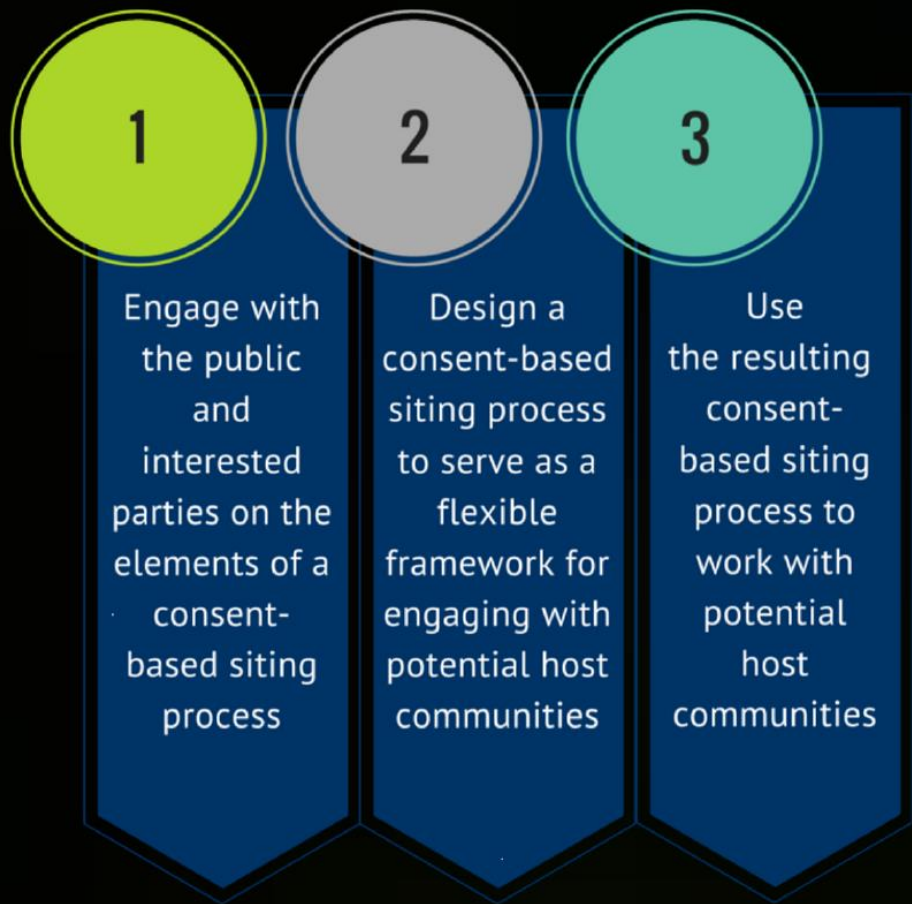 1
Engage with
the public
and
interested
parties on the
elements of a
consent-
based siting
process
2
Design a
consent-based
siting process
to serve as a
flexible
framework for
engaging with
potential host
communities
3
Use
the resulting
consent-
based siting
process to
work with
potential
host
communities